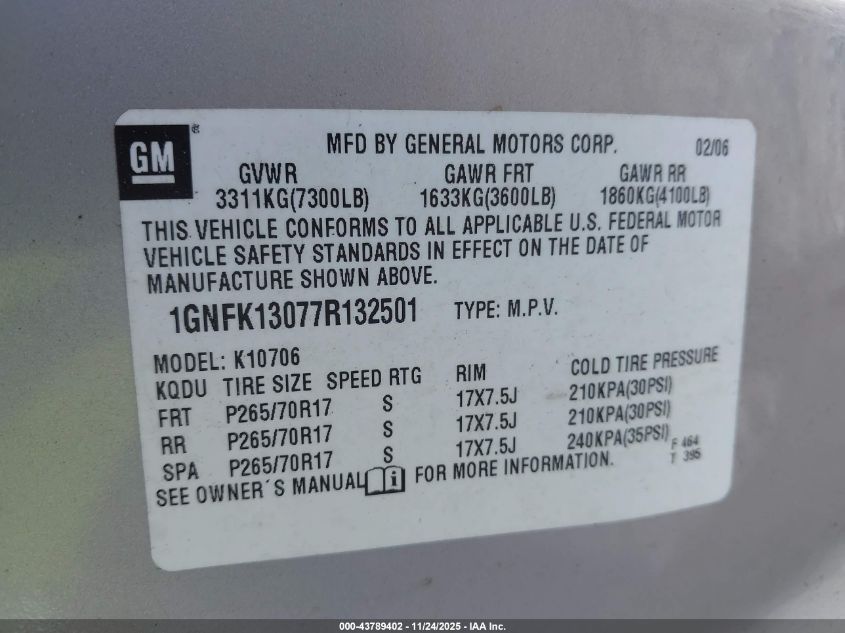 GM
MFD BY GENERAL MOTORS CORP. 02/06
GVWR GAWR FRT GAWR RR
3311KG(7300LB) 1633KG(3600LB) 1860KG(4100LB)
THIS VEHICLE CONFORMS TO ALL APPLICABLE U.S. FEDERAL MOTOR
VEHICLE SAFETY STANDARDS IN EFFECT ON THE DATE OF
MANUFACTURE SHOWN ABOVE.
1GNFK13077R132501 TYPE: M.P.V.
MODEL: K10706
KQDU TIRE SIZE SPEED RTG RIM COLD TIRE PRESSURE
FRT P265/70R17 S 17X7.5J 210KPA(30PSI)
RR P265/70R17 S 17X7.5J 210KPA(30PSI)
SPA P265/70R17 S 17X7.5J 240KPA(35PSI) F 464
T 395
SEE OWNER´S MANUAL i FOR MORE INFORMATION.
000-43789402 - 11/24/2025 - IAA Inc.